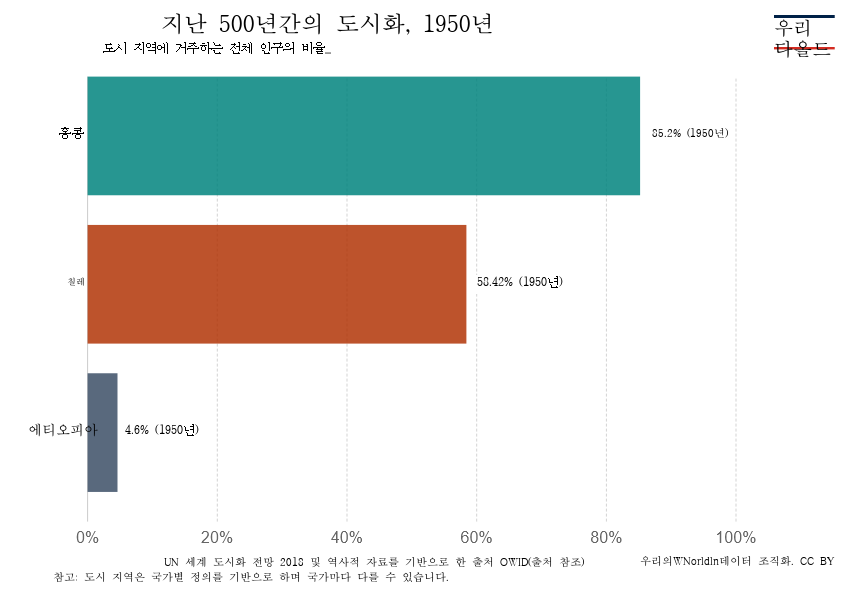 지난 500년간의 도시화, 1950년
도시 지역에 거주하는 전체 인구의 비율_
우리
다올드
홍콩
85.2% (1950년)
칠레
58.42% (1950년)
에티오피아
4.6% (1950년)
0%
20%
40%
60%
80%
100%
UN 세계 도시화 전망 2018 및 역사적 자료를 기반으로 한 출처 OWID(출처 참조)
우리의WNorldln데이터 조직화. CC BY
참고: 도시 지역은 국가별 정의를 기반으로 하며 국가마다 다를 수 있습니다.